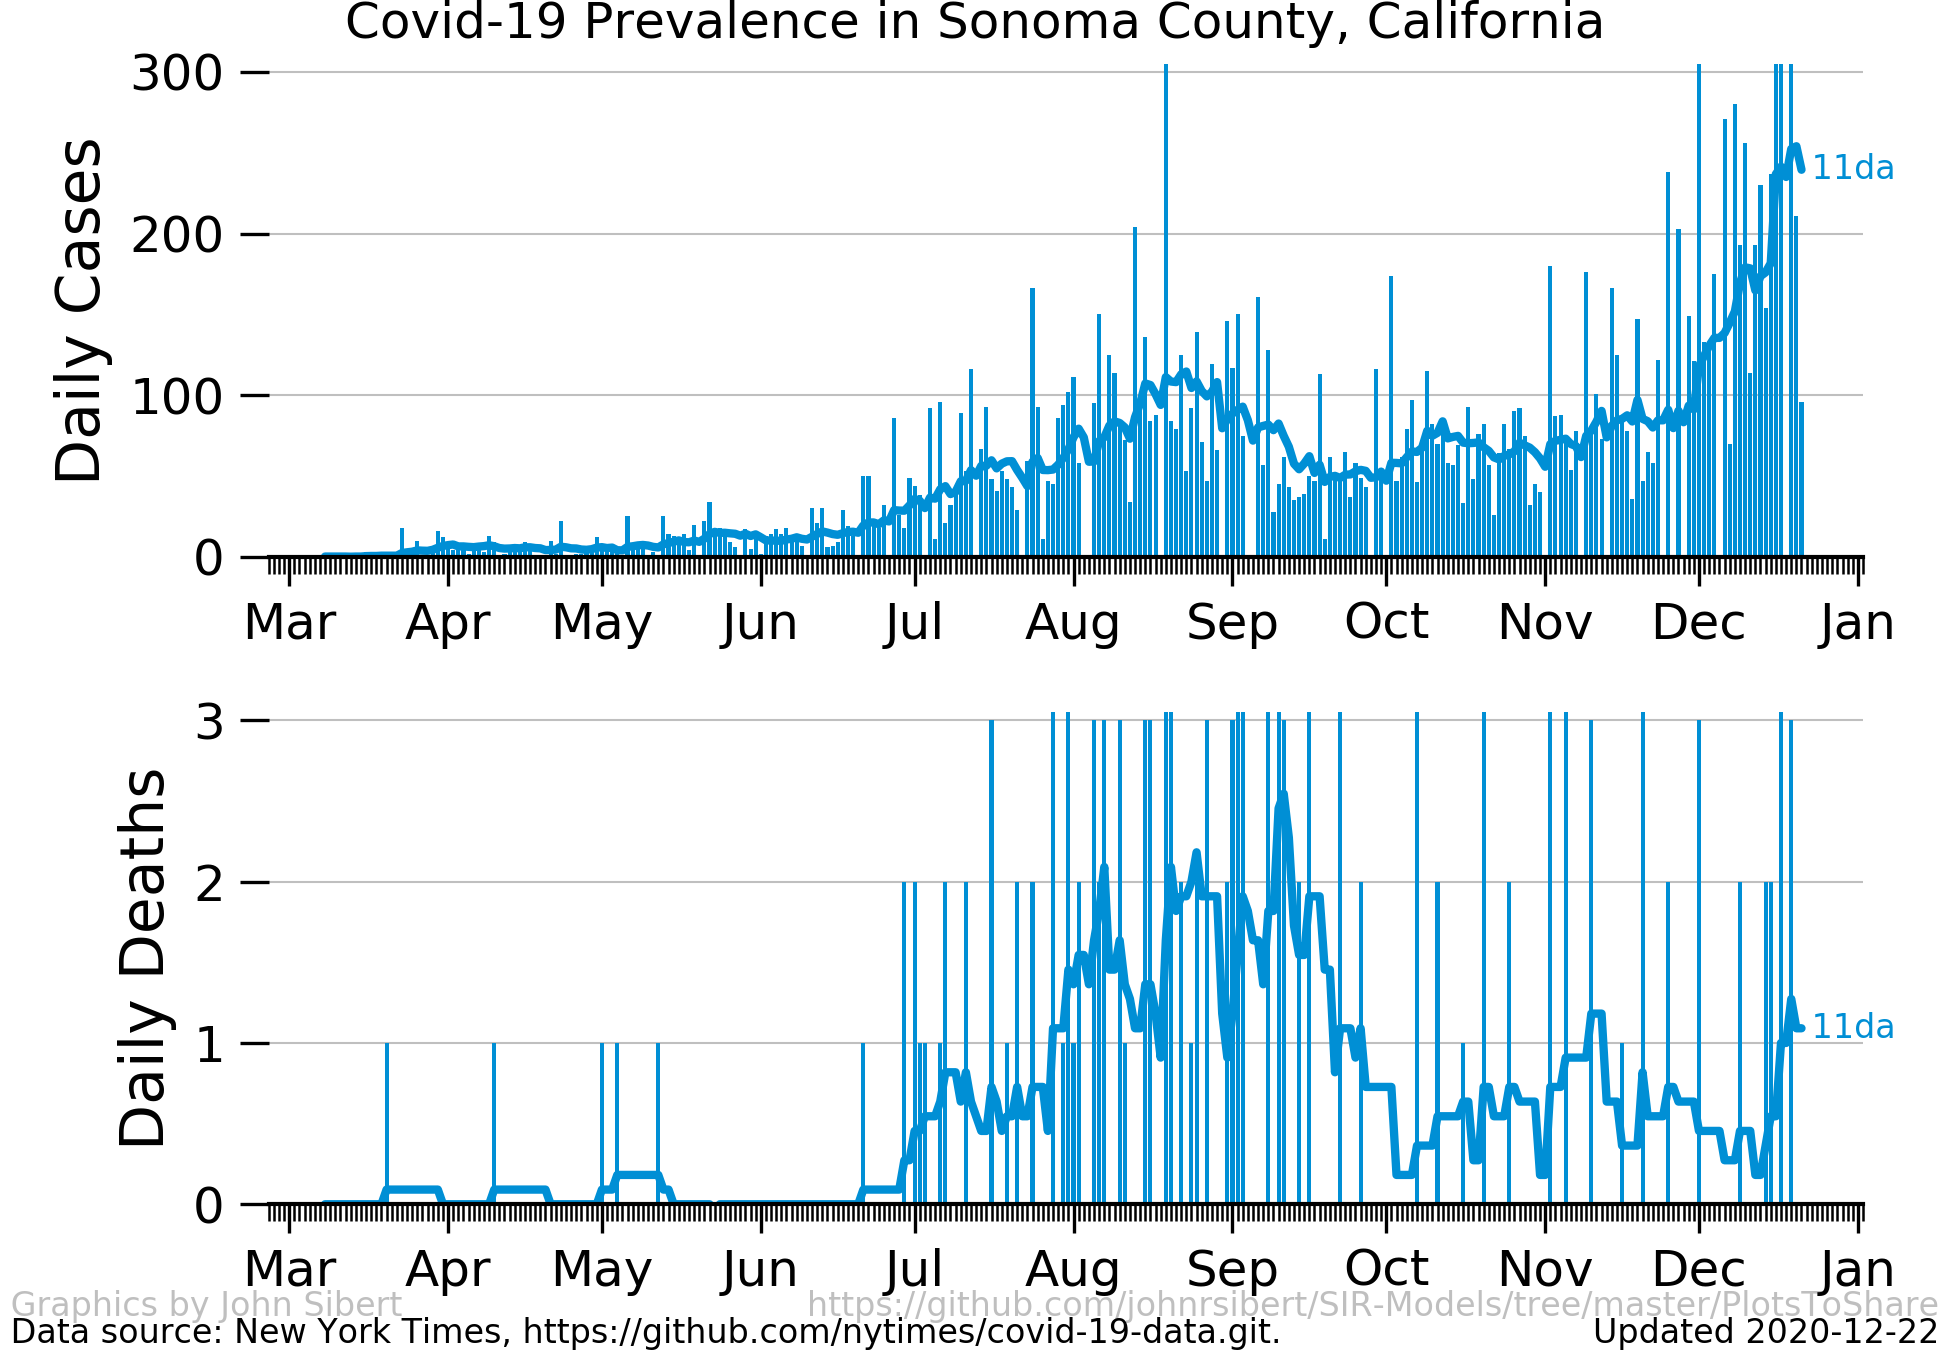 Covid-19 Prevalence in Sonoma County, California
Daily Cases
300
200
100
0
11da
Mar Apr May Jun Jul Aug Sep Oct Nov Dec Jan
Daily Deaths
3
2
1
0
11da
Mar Apr May Jun Jul Aug Sep Oct Nov Dec Jan
Graphics by John Sibert https://github.com/johnrsibert/SIR-Models/tree/master/PlotsToShare
Data source: New York Times, https://github.com/nytimes/covid-19-data.git. Updated 2020-12-22